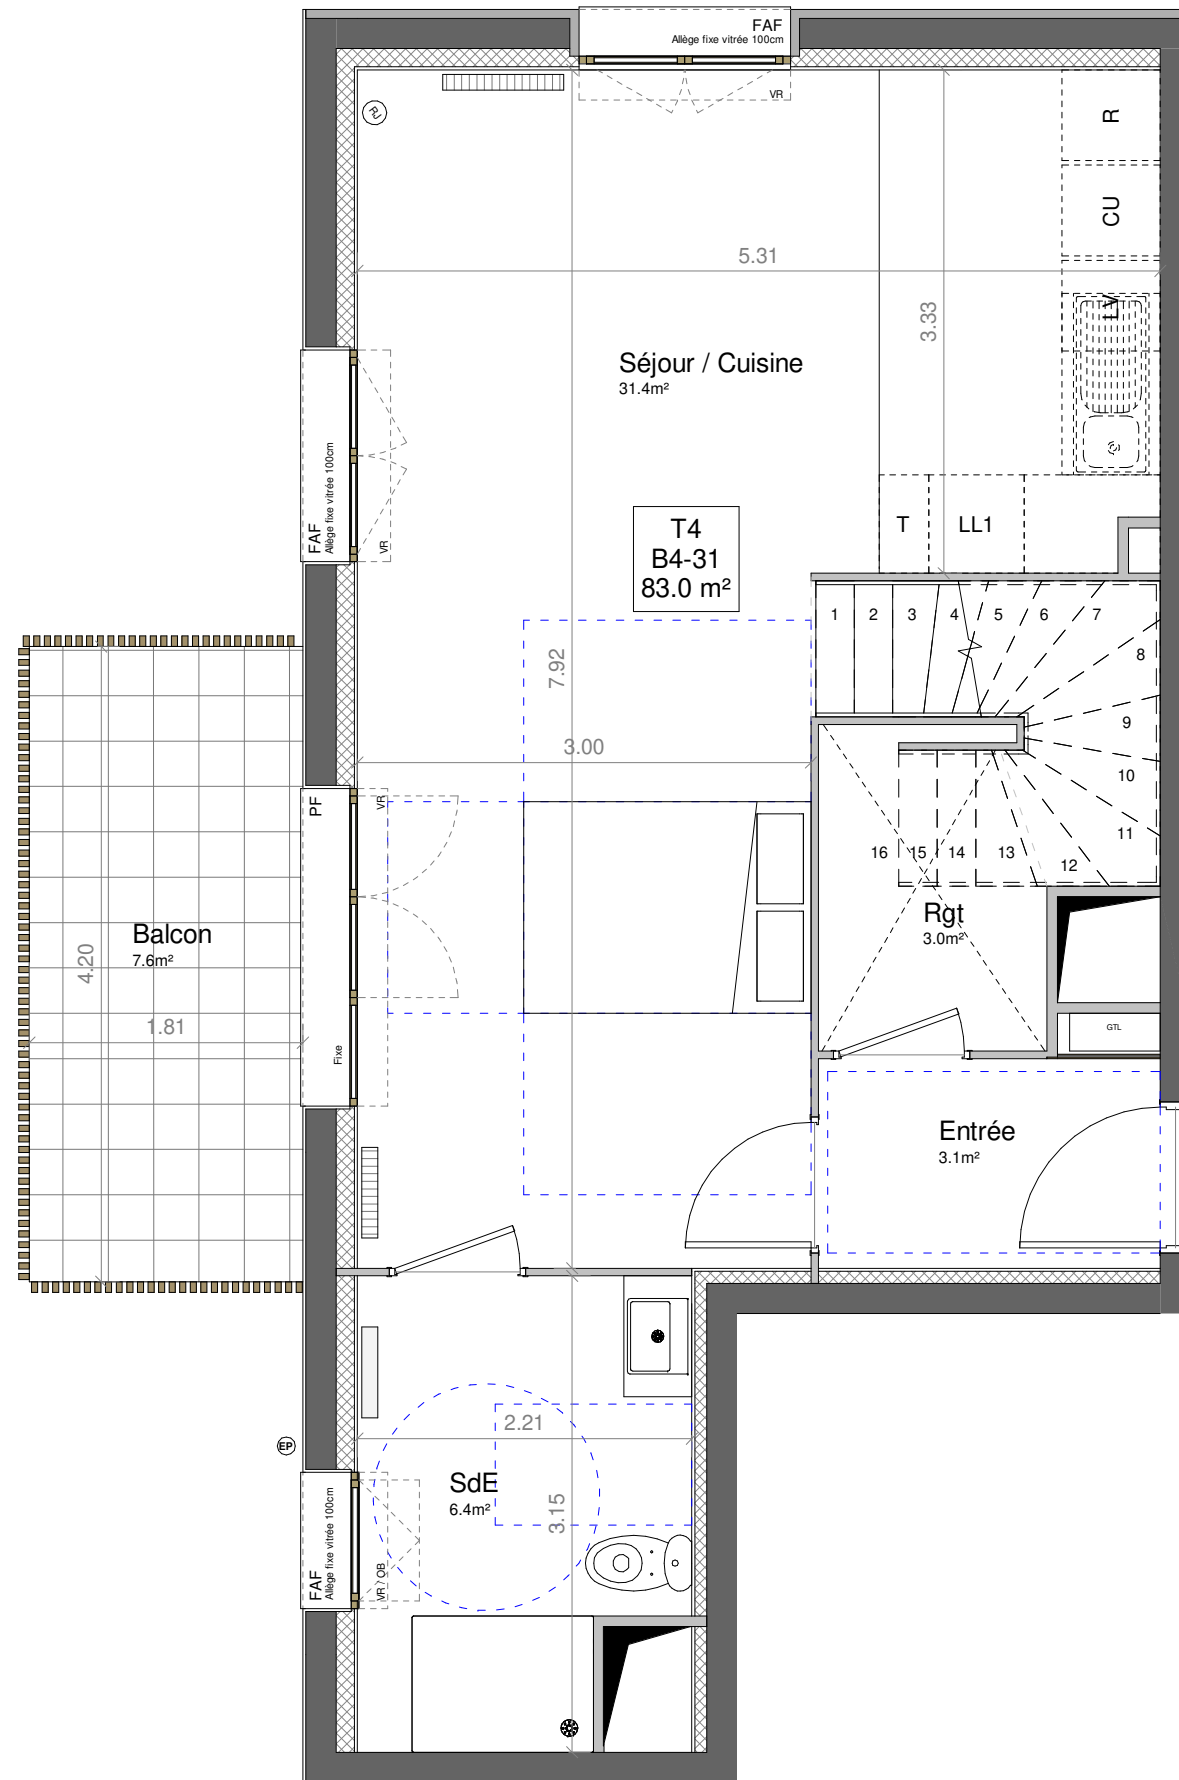 FAF
Allège fixe vitrée 100cm
VR
RJ
R
CU
LV
5.31
3.33
Séjour / Cuisine
31.4m²
FAF
Allège fixe vitrée 100cm
VR
T4
B4-31
83.0 m²
T
LL1
1 2 3 4 5 6 7
8
9
10
11
12
13
14
15
16
7.92
3.00
PF
VR
Fixe
Balcon
7.6m²
4.20
1.81
Rgt
3.0m²
GTL
Entrée
3.1m²
EP
2.21
SdE
6.4m²
3.15
FAF
Allège fixe vitrée 100cm
VR / OB